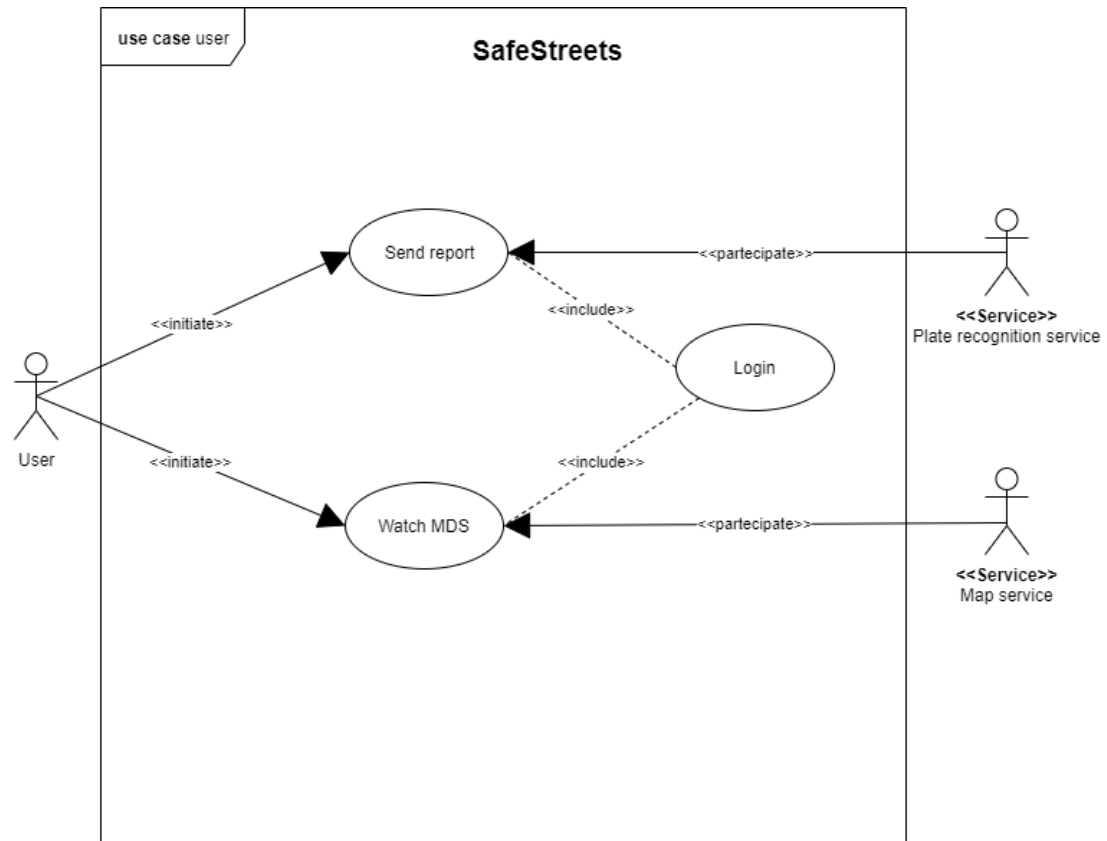 use case user
SafeStreets
Send report
<<partecipate>>
<<include>>
<<initiate>>
<<Service>>
Plate recognition service
Login
User
<<initiate>>
<<include>>
Watch MDS
<<partecipate>>
<<Service>>
Map service